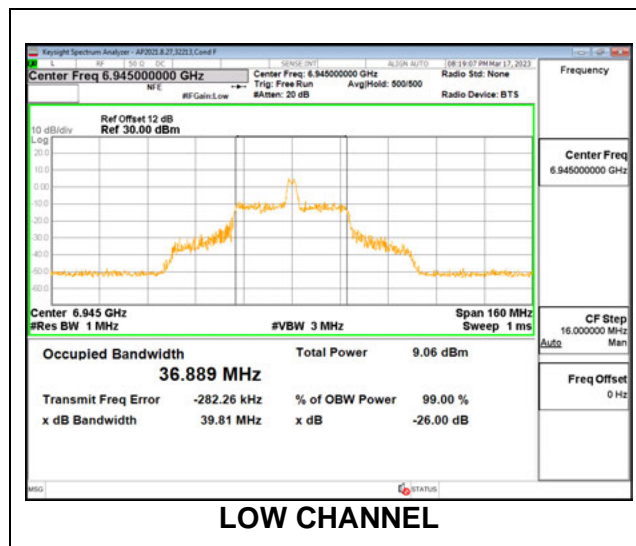 Keysight Spectrum Analyzer - AP2021.8.27,32213,Cond F
L RF 50 Ω DC SENSE:INT ALIGN AUTO 08:19:07 PM Mar 17, 2023
Center Freq 6.945000000 GHz Center Freq: 6.945000000 GHz Radio Std: None Frequency
NFE Trig: Free Run Avg|Hold: 500/500
#IFGain:Low #Atten: 20 dB Radio Device: BTS
Ref Offset 12 dB
10 dB/div Ref 30.00 dBm
Log
20.0
10.0
0.00
-10.0
-20.0
-30.0
-40.0
-50.0
-60.0
Center Freq
6.945000000 GHz
Center 6.945 GHz Span 160 MHz
#Res BW 1 MHz #VBW 3 MHz Sweep 1 ms
CF Step
16.000000 MHz
Auto Man
Occupied Bandwidth Total Power 9.06 dBm
36.889 MHz
Freq Offset
0 Hz
Transmit Freq Error -282.26 kHz % of OBW Power 99.00 %
x dB Bandwidth 39.81 MHz x dB -26.00 dB
MSG STATUS
LOW CHANNEL